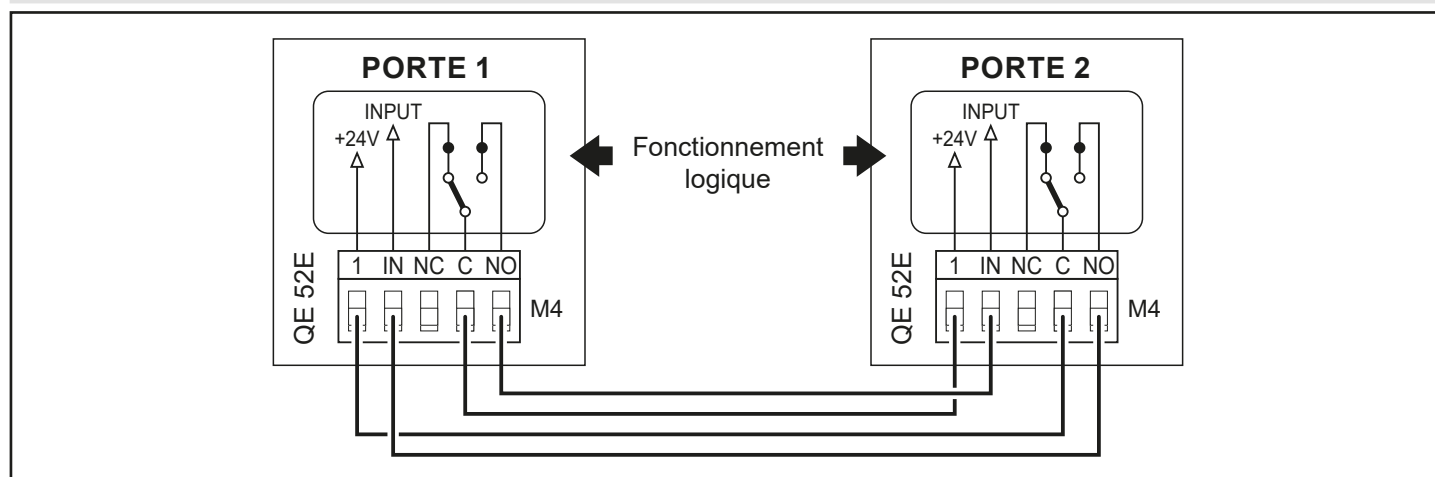 PORTE 1
INPUT
+24V
1 IN NC C NO
QE 52E
M4
Fonctionnement
logique
PORTE 2
INPUT
+24V
1 IN NC C NO
QE 52E
M4